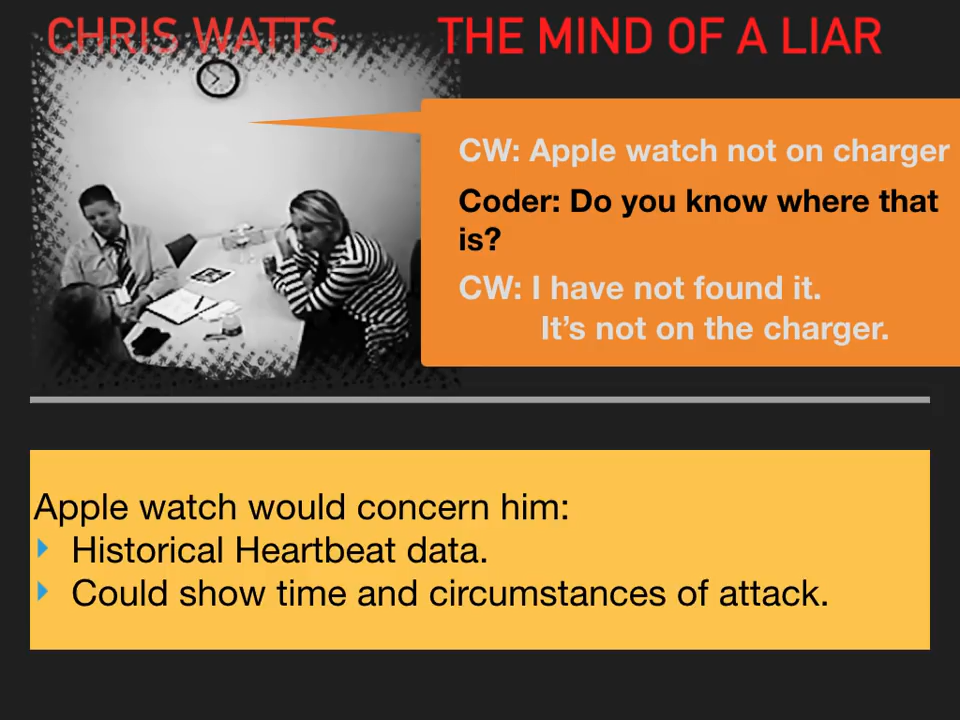 CHRIS WATTS THE MIND OF A LIAR
CW: Apple watch not on charger
Coder: Do you know where that
is?
CW: I have not found it.
It's not on the charger.
Apple watch would concern him:
Historical Heartbeat data.
Could show time and circumstances of attack.